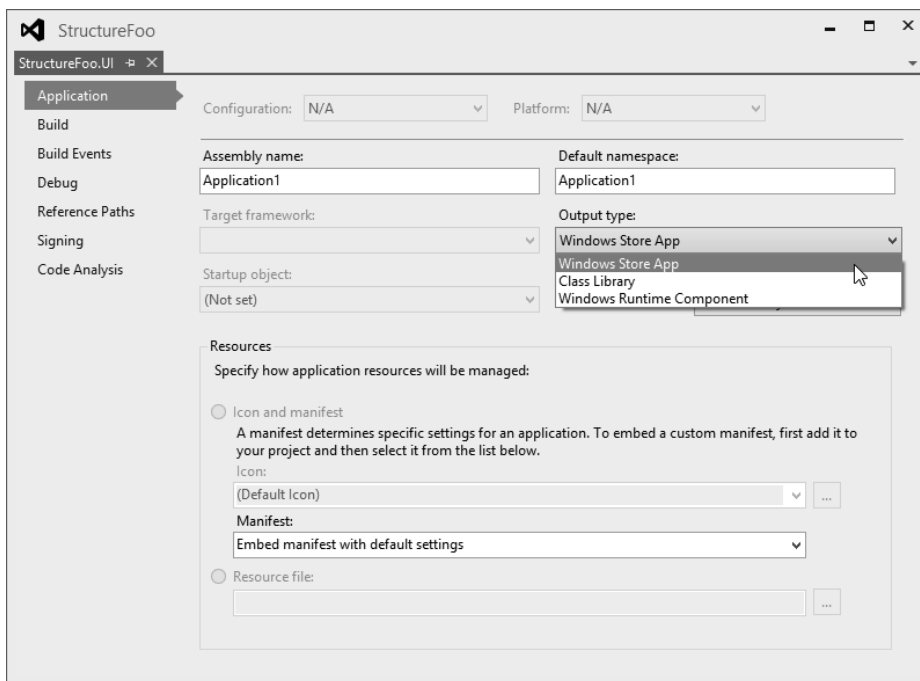 StructureFoo
StructureFoo.UI
Application
Build
Build Events
Debug
Reference Paths
Signing
Code Analysis
Configuration: N/A Platform: N/A
Assembly name: Default namespace:
Application1 Application1
Target framework: Output type:
Windows Store App
Windows Store App
Class Library
Windows Runtime Component
Startup object:
(Not set)
Resources
Specify how application resources will be managed:
Icon and manifest
A manifest determines specific settings for an application. To embed a custom manifest, first add it to
your project and then select it from the list below.
Icon:
(Default Icon) ...
Manifest:
Embed manifest with default settings
Resource file:
...